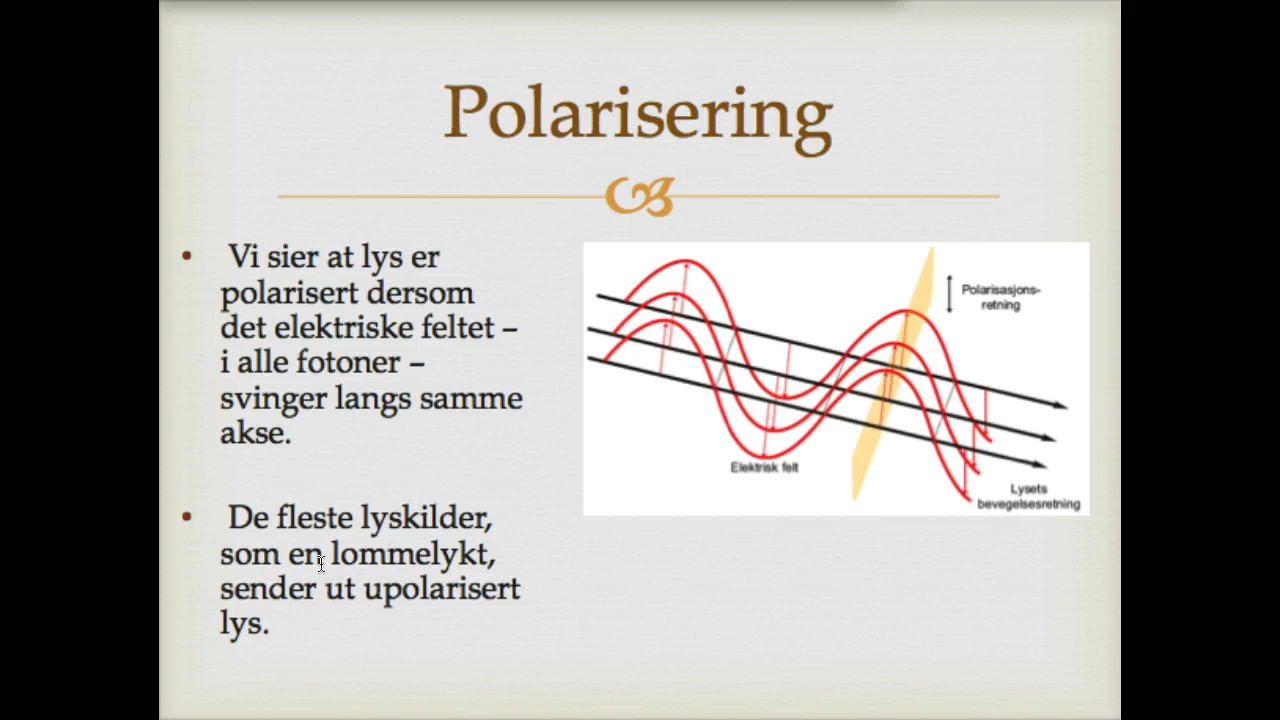 Polarisering
• Vi sier at lys er
polarisert dersom
det elektriske feltet –
i alle fotoner –
svinger langs samme
akse.
• De fleste lyskilder,
som en lommelykt,
sender ut upolarisert
lys.
Polarisasjons-
retning
Elektrisk felt
Lysets
bevegelsesretning